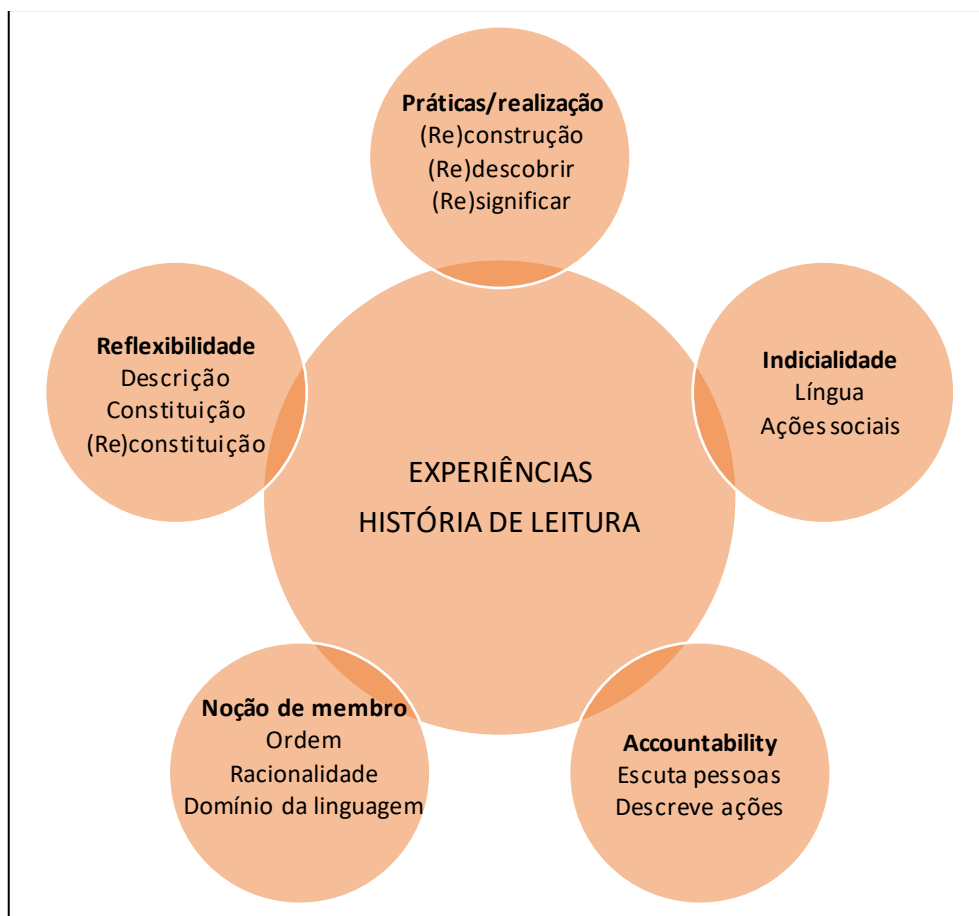 Práticas/realização
(Re)construção
(Re)descobrir
(Re)significar
Reflexibilidade
Descrição
Constituição
(Re)constituição
Indicialidade
Língua
Ações sociais
EXPERIÊNCIAS
HISTÓRIA DE LEITURA
Noção de membro
Ordem
Racionalidade
Domínio da linguagem
Accountability
Escuta pessoas
Descreve ações